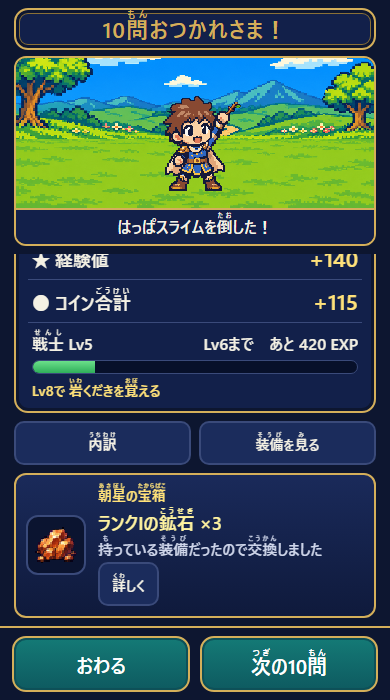 10問おつかれさま！
はっぱスライムを倒した！
★ 経験値 +140
● コイン合計 +115
戦士 Lv5 Lv6まで あと 420 EXP
Lv8で 岩くだきを覚える
内訳 装備を見る
朝星の宝箱
ランクIの鉱石 ×3
持っている装備だったので交換しました
詳しく
おわる 次の10問